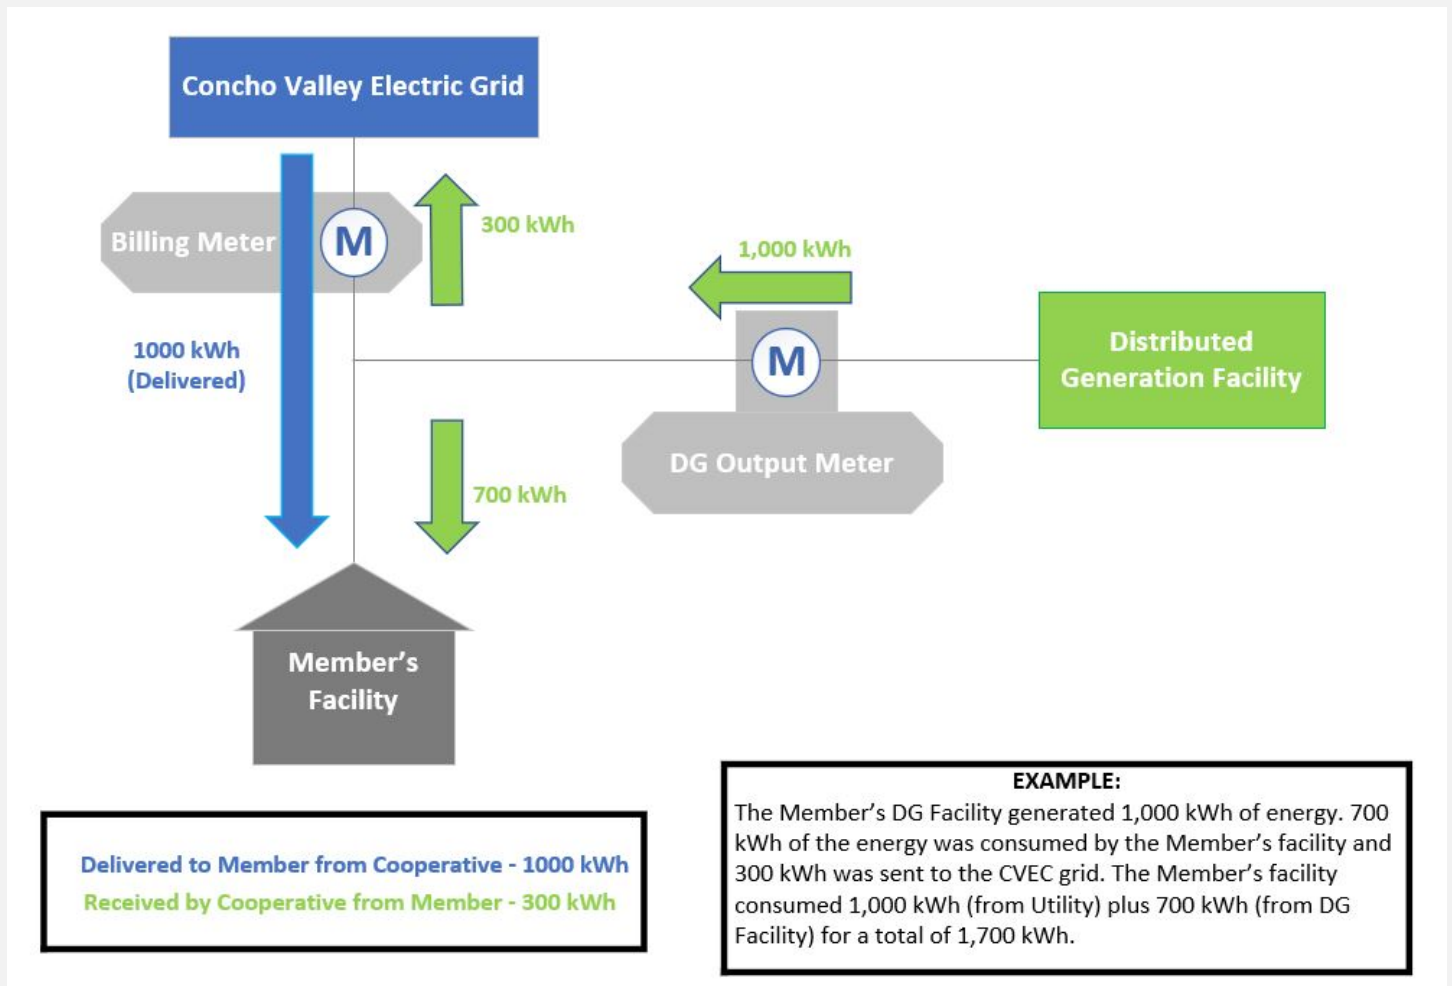 Concho Valley Electric Grid
Billing Meter
M
300 kWh
1,000 kWh
1000 kWh
(Delivered)
M
Distributed
Generation Facility
DG Output Meter
700 kWh
Member’s
Facility
Delivered to Member from Cooperative - 1000 kWh
Received by Cooperative from Member - 300 kWh
EXAMPLE:
The Member’s DG Facility generated 1,000 kWh of energy. 700
kWh of the energy was consumed by the Member’s facility and
300 kWh was sent to the CVEC grid. The Member’s facility
consumed 1,000 kWh (from Utility) plus 700 kWh (from DG
Facility) for a total of 1,700 kWh.